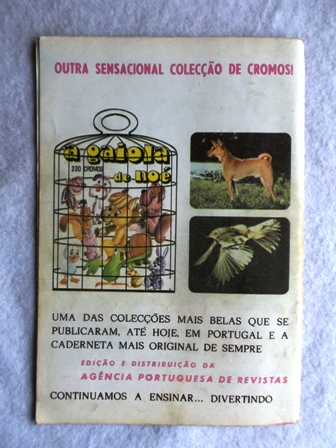 OUTRA SENSACIONAL COLECÇÃO DE CROMOS!
a gaiola
220 CROMOS
de noé
UMA DAS COLECÇÕES MAIS BELAS QUE SE
PUBLICARAM, ATÉ HOJE, EM PORTUGAL E A
CADERNETA MAIS ORIGINAL DE SEMPRE
EDIÇÃO E DISTRIBUIÇÃO DA
AGÊNCIA PORTUGUESA DE REVISTAS
CONTINUAMOS A ENSINAR... DIVERTINDO